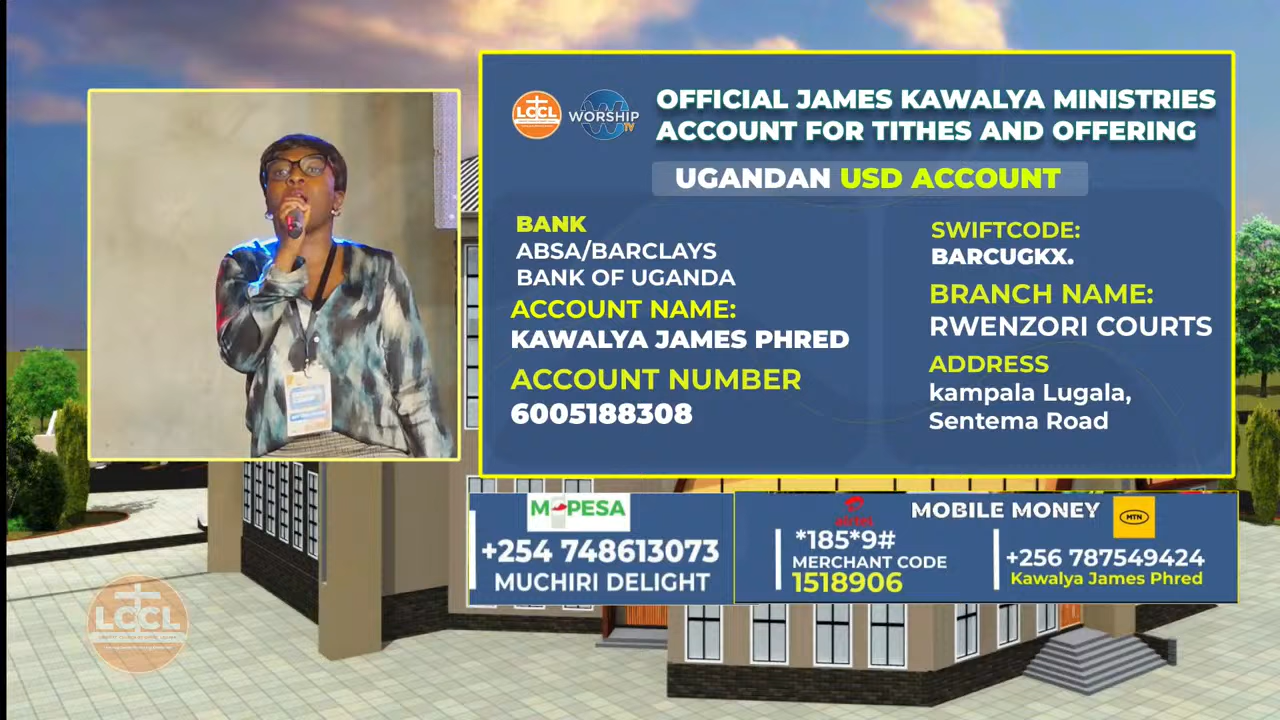 LCCL
WORSHIP
TV
OFFICIAL JAMES KAWALYA MINISTRIES
ACCOUNT FOR TITHES AND OFFERING
UGANDAN USD ACCOUNT
BANK
ABSA/BARCLAYS
BANK OF UGANDA
ACCOUNT NAME:
KAWALYA JAMES PHRED
ACCOUNT NUMBER
6005188308
SWIFTCODE:
BARCUGKX.
BRANCH NAME:
RWENZORI COURTS
ADDRESS
kampala Lugala,
Sentema Road
M-PESA
+254 748613073
MUCHIRI DELIGHT
airtel
MOBILE MONEY
MTN
*185*9#
MERCHANT CODE
1518906
+256 787549424
Kawalya James Phred
LCCL